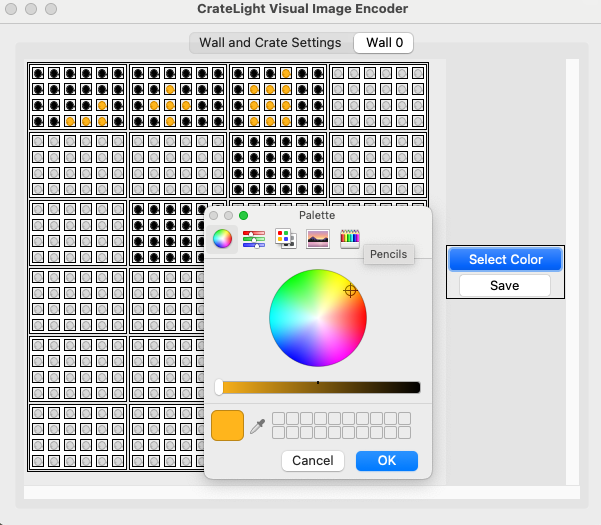 CrateLight Visual Image Encoder
Wall and Crate Settings
Wall 0
Palette
Pencils
Select Color
Save
Cancel
OK